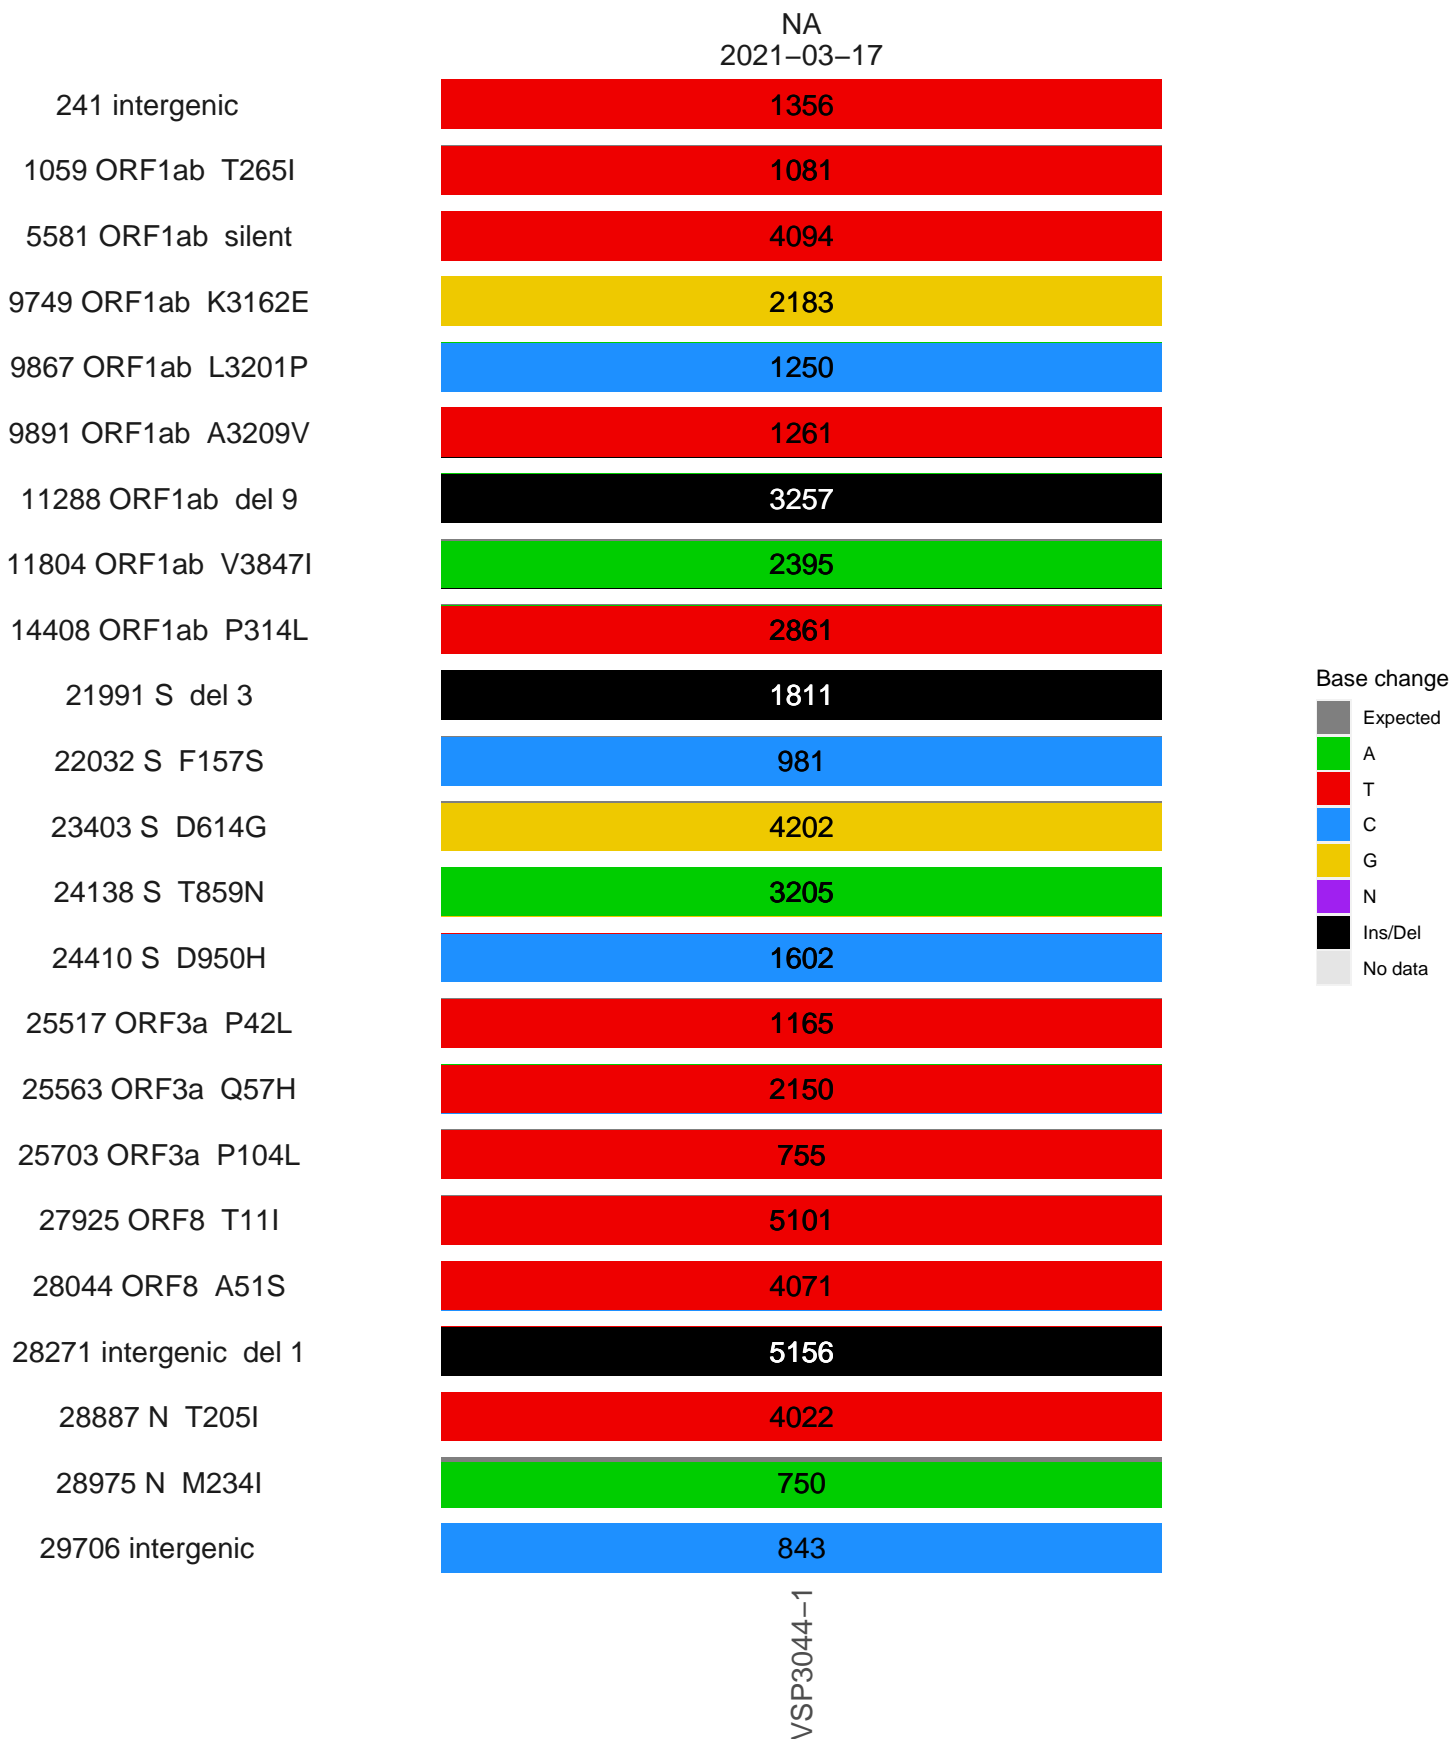 NA
2021−03−17
241 intergenic 1356
1059 ORF1ab T265I 1081
5581 ORF1ab silent 4094
9749 ORF1ab K3162E 2183
9867 ORF1ab L3201P 1250
9891 ORF1ab A3209V 1261
11288 ORF1ab del 9 3257
11804 ORF1ab V3847I 2395
14408 ORF1ab P314L 2861
21991 S del 3 1811
22032 S F157S 981
23403 S D614G 4202
24138 S T859N 3205
24410 S D950H 1602
25517 ORF3a P42L 1165
25563 ORF3a Q57H 2150
25703 ORF3a P104L 755
27925 ORF8 T11I 5101
28044 ORF8 A51S 4071
28271 intergenic del 1 5156
28887 N T205I 4022
28975 N M234I 750
29706 intergenic 843
VSP3044−1
Base change
Expected
A
T
C
G
N
Ins/Del
No data